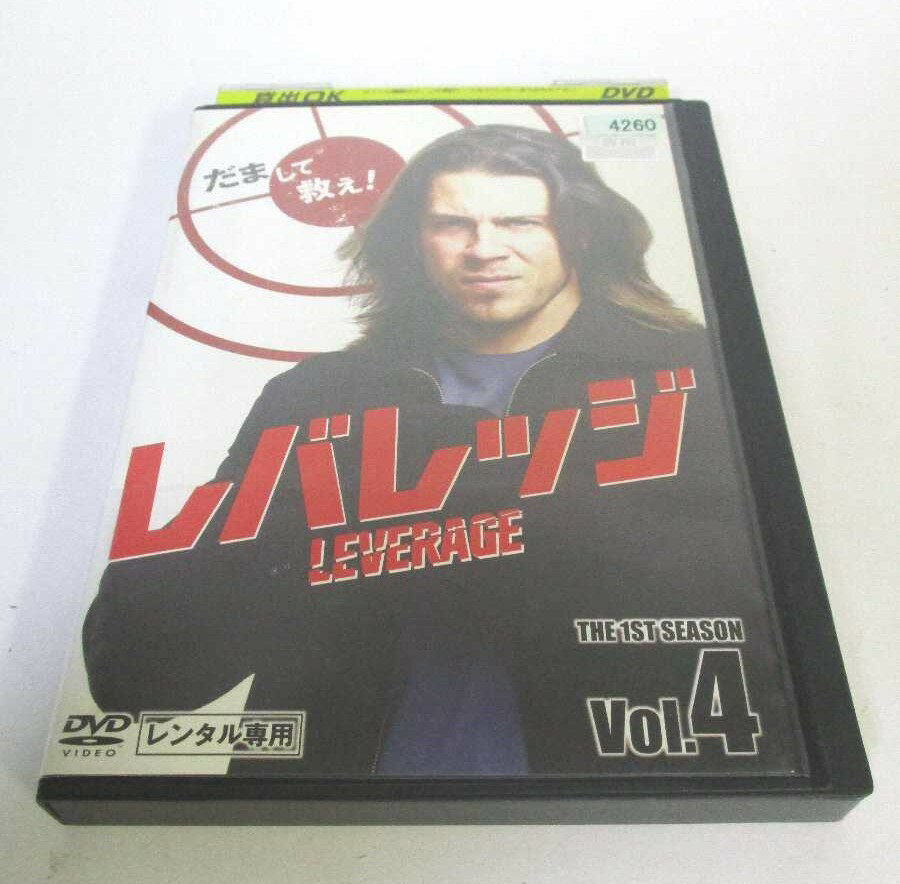 貸出OK
DVD
4260
だまして
救え!
レバレッジ
LEVERAGE
THE 1ST SEASON
Vol.4
DVD
VIDEO
レンタル専用